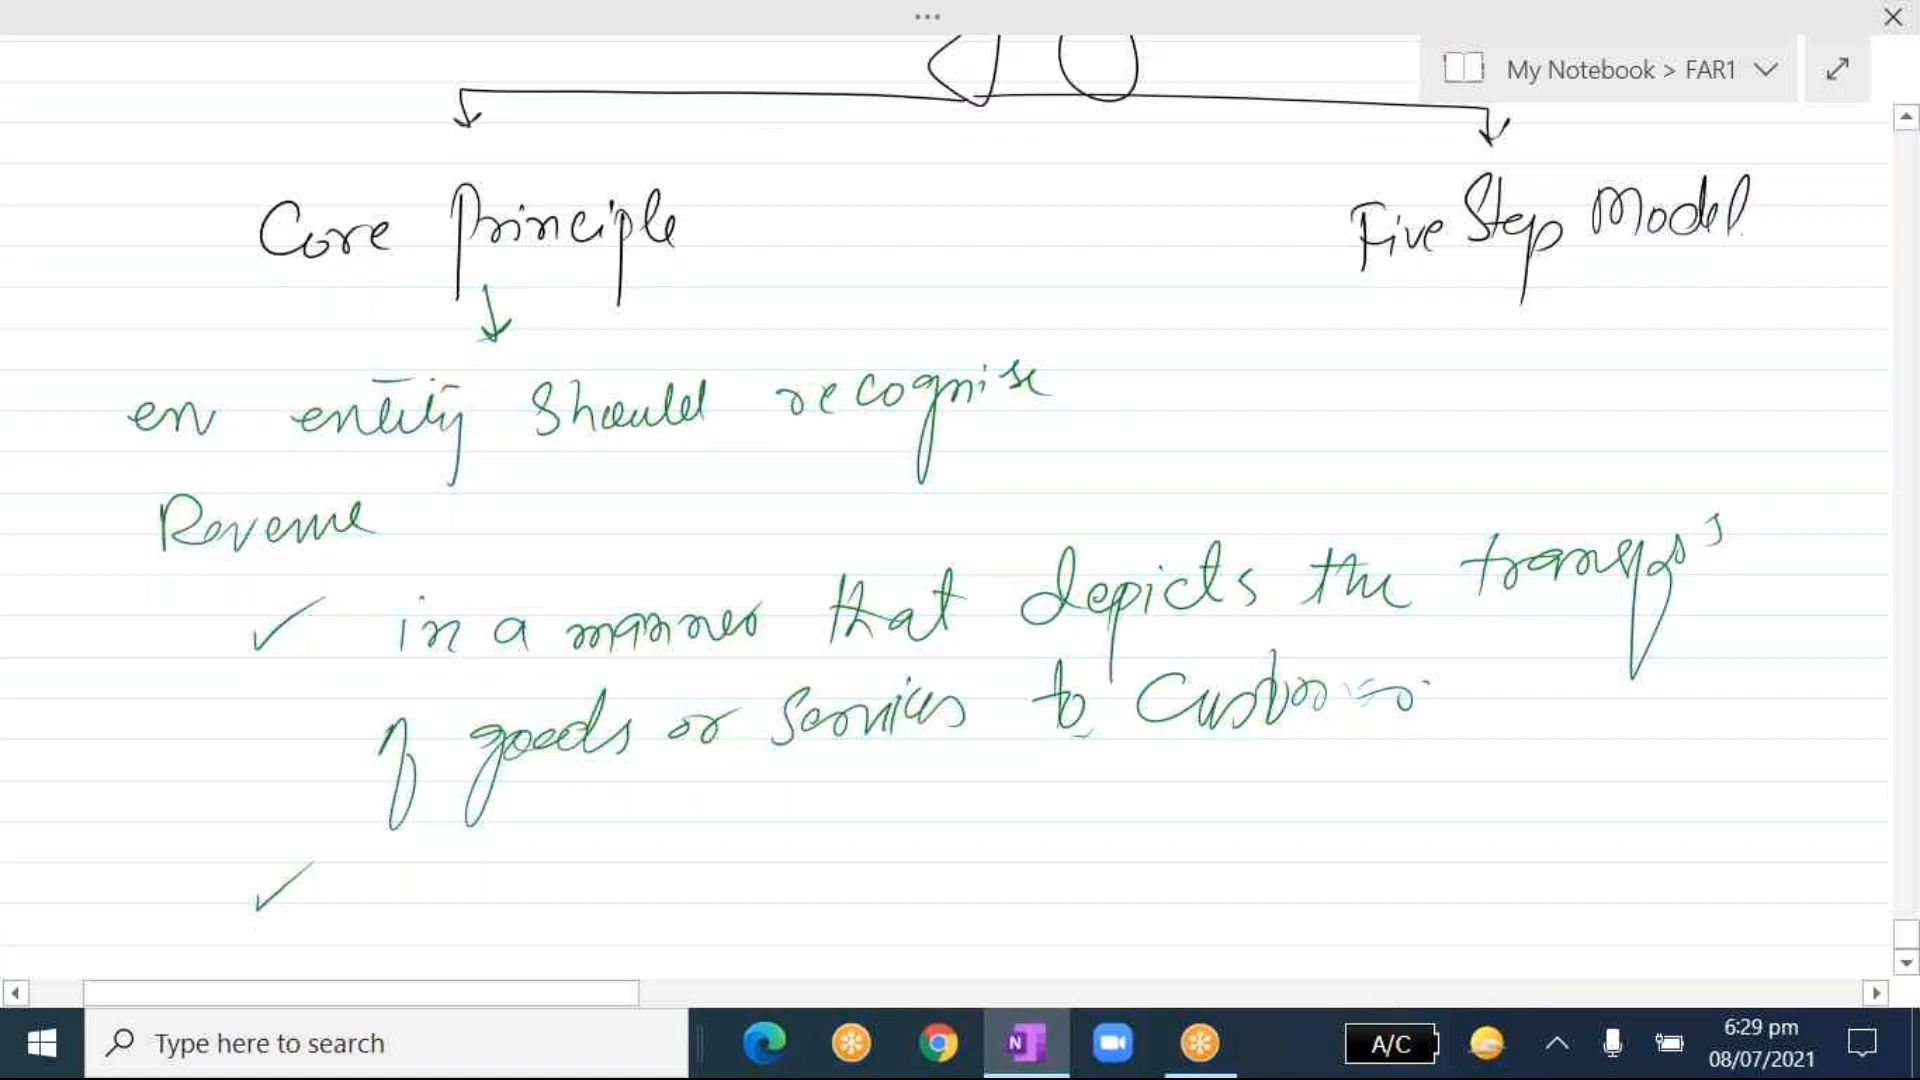 My Notebook > FAR1
Core Principle
Five Step Model
en entity should recognise
Revenue
✓ in a manner that depicts the transfer
of goods or services to customer
✓
Type here to search
A/C
6:29 pm
08/07/2021